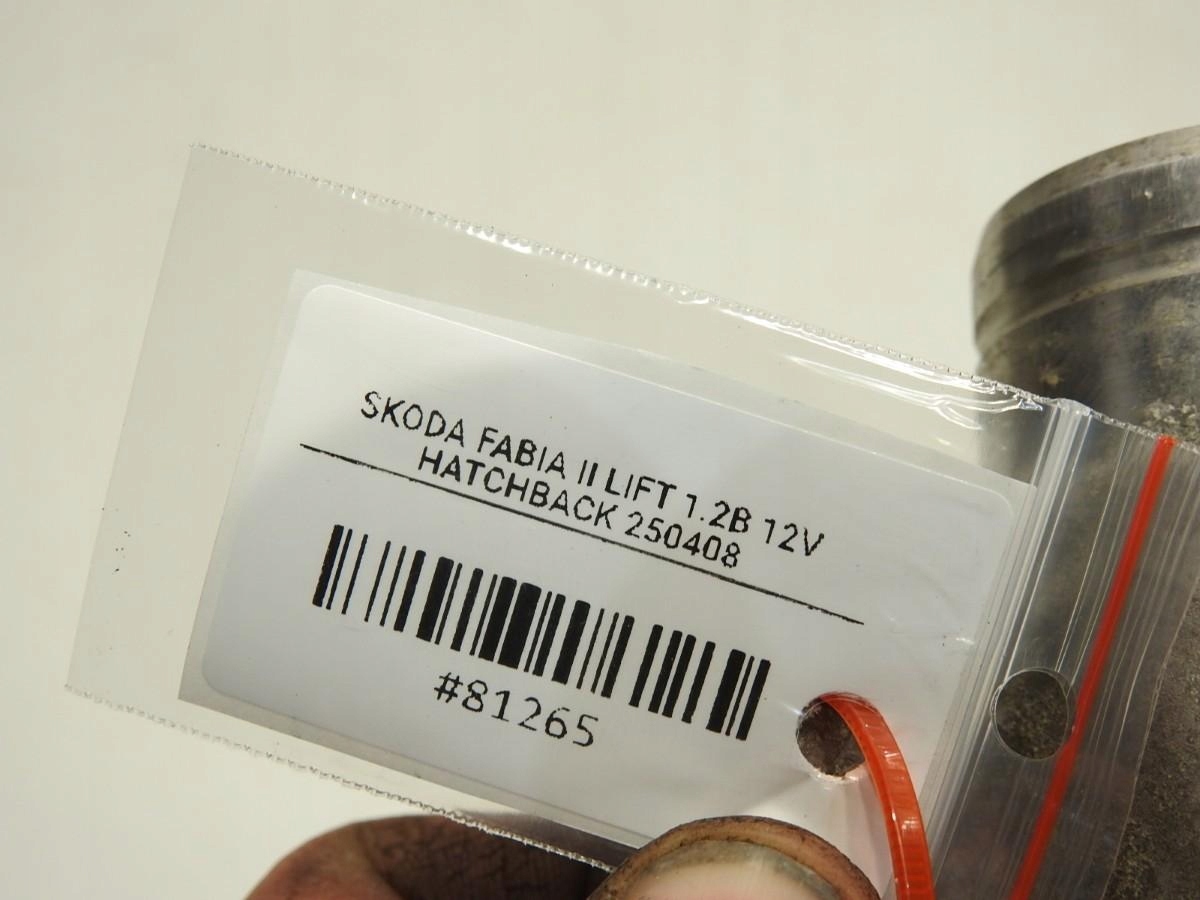 SKODA FABIA II LIFT 1.2B 12V
HATCHBACK 250408
#81265